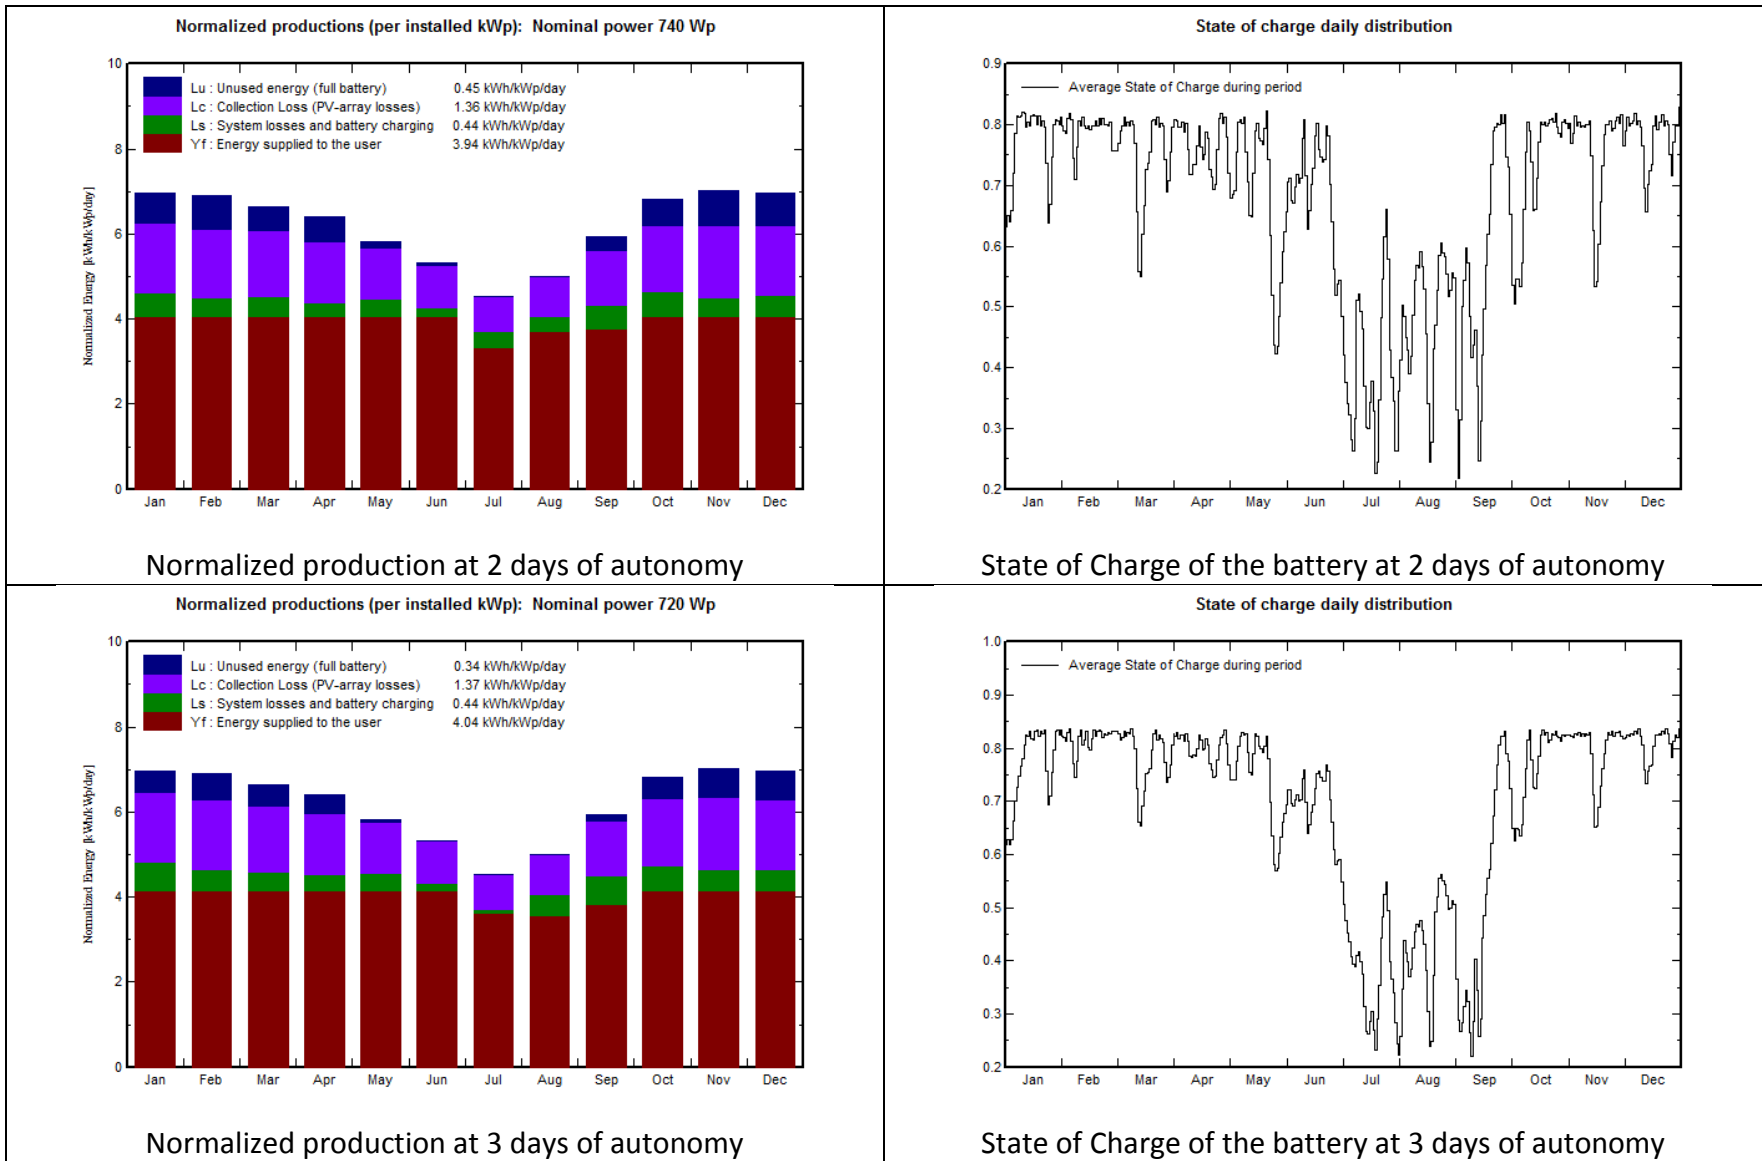 Normalized productions (per installed kWp): Nominal power 740 Wp
10
8
6
4
2
0
Normalized Energy [kWh/kWp/day]
Lu : Unused energy (full battery) 0.45 kWh/kWp/day
Lc : Collection Loss (PV-array losses) 1.36 kWh/kWp/day
Ls : System losses and battery charging 0.44 kWh/kWp/day
Yf : Energy supplied to the user 3.94 kWh/kWp/day
Jan Feb Mar Apr May Jun Jul Aug Sep Oct Nov Dec
Normalized production at 2 days of autonomy
State of charge daily distribution
0.9
0.8
0.7
0.6
0.5
0.4
0.3
0.2
Average State of Charge during period
Jan Feb Mar Apr May Jun Jul Aug Sep Oct Nov Dec
State of Charge of the battery at 2 days of autonomy
Normalized productions (per installed kWp): Nominal power 720 Wp
10
8
6
4
2
0
Normalized Energy [kWh/kWp/day]
Lu : Unused energy (full battery) 0.34 kWh/kWp/day
Lc : Collection Loss (PV-array losses) 1.37 kWh/kWp/day
Ls : System losses and battery charging 0.44 kWh/kWp/day
Yf : Energy supplied to the user 4.04 kWh/kWp/day
Jan Feb Mar Apr May Jun Jul Aug Sep Oct Nov Dec
Normalized production at 3 days of autonomy
State of charge daily distribution
1.0
0.9
0.8
0.7
0.6
0.5
0.4
0.3
0.2
Average State of Charge during period
Jan Feb Mar Apr May Jun Jul Aug Sep Oct Nov Dec
State of Charge of the battery at 3 days of autonomy